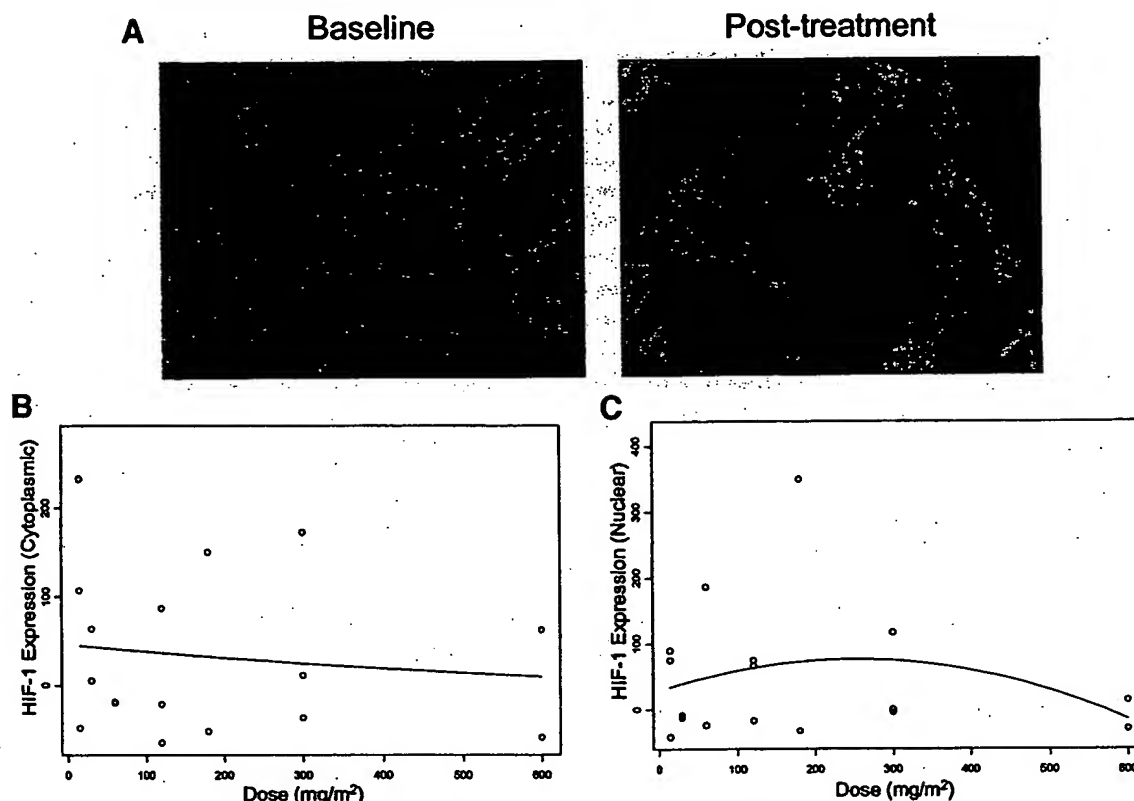 A
Baseline
Post-treatment
B
HIF-1 Expression (Cytoplasmic)
200
100
0
0 100 200 300 400 500 600
Dose (mg/m²)
C
HIF-1 Expression (Nuclear)
400
300
200
100
0
0 100 200 300 400 500 600
Dose (mg/m²)